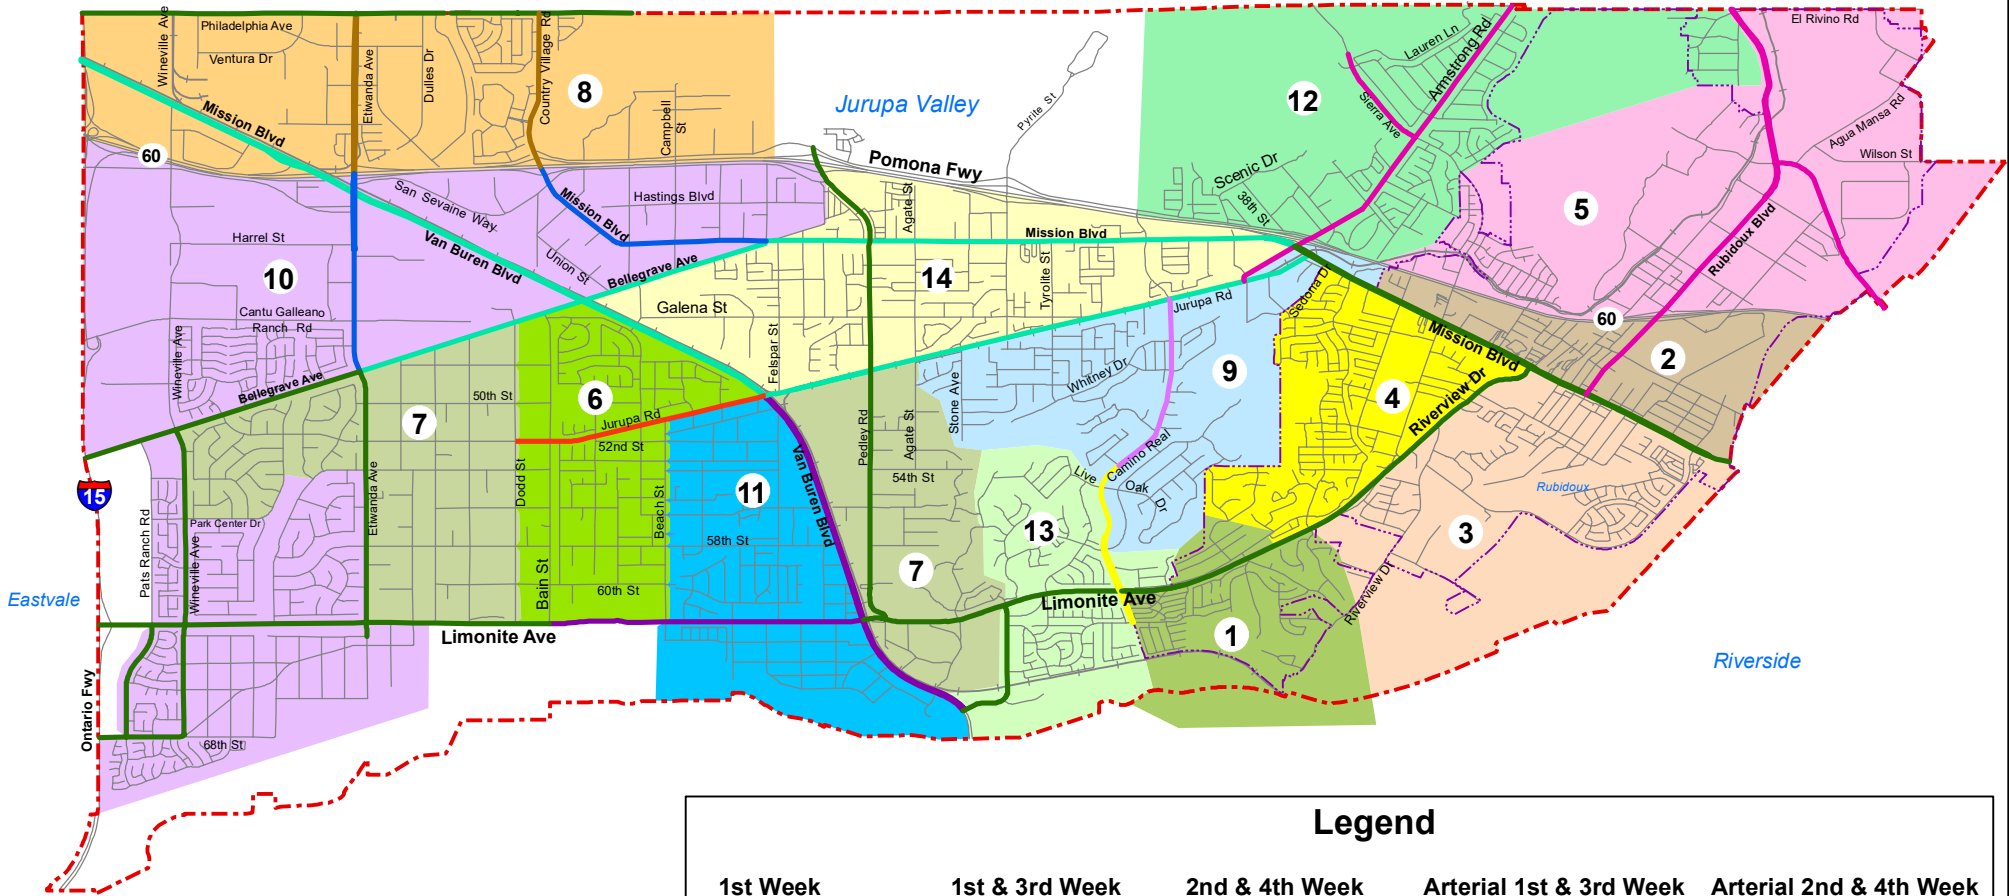 Philadelphia Ave
Ventura Dr
Wineville Ave
Etiwanda Ave
Dulles Dr
Country Village Rd
8
Campbell
St
Jurupa Valley
Pyrite St
12
Lauren Ln
Armstrong Rd
Sierra Ave
El Rivino Rd
Agua Mansa Rd
Wilson St
Mission Blvd
60
Pomona Fwy
Scenic Dr
38th St
5
San Sevaine Way
Mission Blvd
Hastings Blvd
Agate St
Mission Blvd
Rubidoux Blvd
Harrel St
Van Buren Blvd
Union St
Bellegrave Ave
10
14
Tyrolite St
Galena St
Jurupa Rd
Sedona Dr
Cantu Galleano
Ranch Rd
60
Mission Blvd
2
Wineville Ave
Bellegrave Ave
Felspar St
Whitney Dr
9
4
Riverview Dr
50th St
6
7
Jurupa Rd
52nd St
Pedley Rd
Agate St
Stone Ave
Camino Real
Live
Oak
Dr
54th St
15
Etiwanda Ave
Dodd St
Beach St
11
Van Buren Blvd
Rubidoux
Pats Ranch Rd
Park Center Dr
Wineville Ave
58th St
13
3
Bain St
60th St
7
Riverview Dr
Eastvale
Limonite Ave
Limonite Ave
1
Riverside
Ontario Fwy
68th St
Legend
1st Week
1st & 3rd Week
2nd & 4th Week
Arterial 1st & 3rd Week
Arterial 2nd & 4th Week